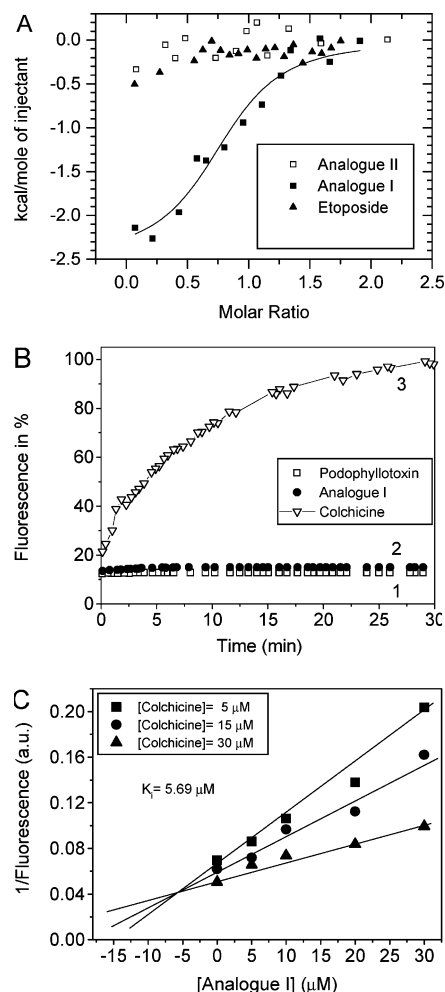 A
0.0
-0.5
-1.0
-1.5
-2.0
-2.5
kcal/mole of injectant
Analogue II
Analogue I
Etoposide
0.0 0.5 1.0 1.5 2.0 2.5
Molar Ratio
B
100
80
60
40
20
0
Fluorescence in %
3
Podophyllotoxin
Analogue I
Colchicine
2
1
0 5 10 15 20 25 30
Time (min)
C
0.20
0.16
0.12
0.08
0.04
0.00
1/Fluorescence (a.u.)
[Colchicine]= 5 µM
[Colchicine]= 15 µM
[Colchicine]= 30 µM
Ki= 5.69 µM
-15 -10 -5 0 5 10 15 20 25 30
[Analogue I] (µM)